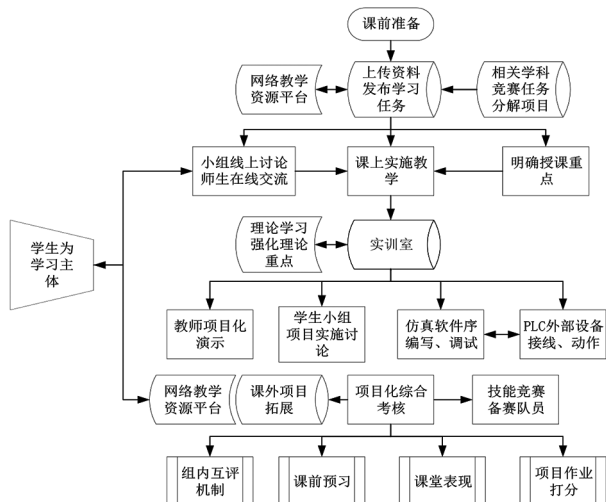 课前准备
网络教学
资源平台
上传资料
发布学习
任务
相关学科
竞赛任务
分解项目
小组线上讨论
师生在线交流
课上实施教
学
明确授课重
点
学生为
学习主
体
理论学习
强化理论
重点
实训室
教师项目化
演示
学生小组
项目实施讨
论
仿真软件序
编写、调试
PLC外部设备
接线、动作
网络教学
资源平台
课外项目
拓展
项目化综合
考核
技能竞赛
备赛队员
组内互评
机制
课前预习
课堂表现
项目作业
打分